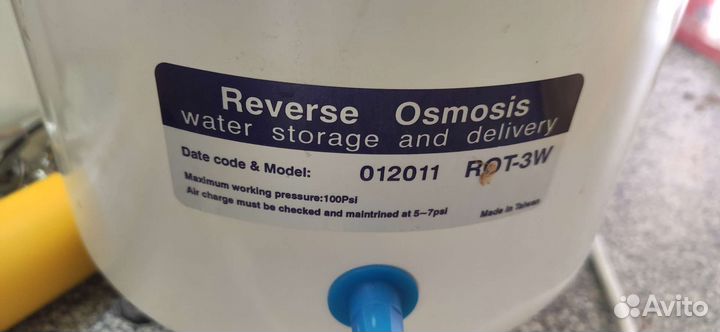 Reverse Osmosis
water storage and delivery
Date code & Model: 012011 ROT-3W
Maximum working pressure:100Psi
Air charge must be checked and maintrined at 5~7psi
Made in Taiwan
Avito